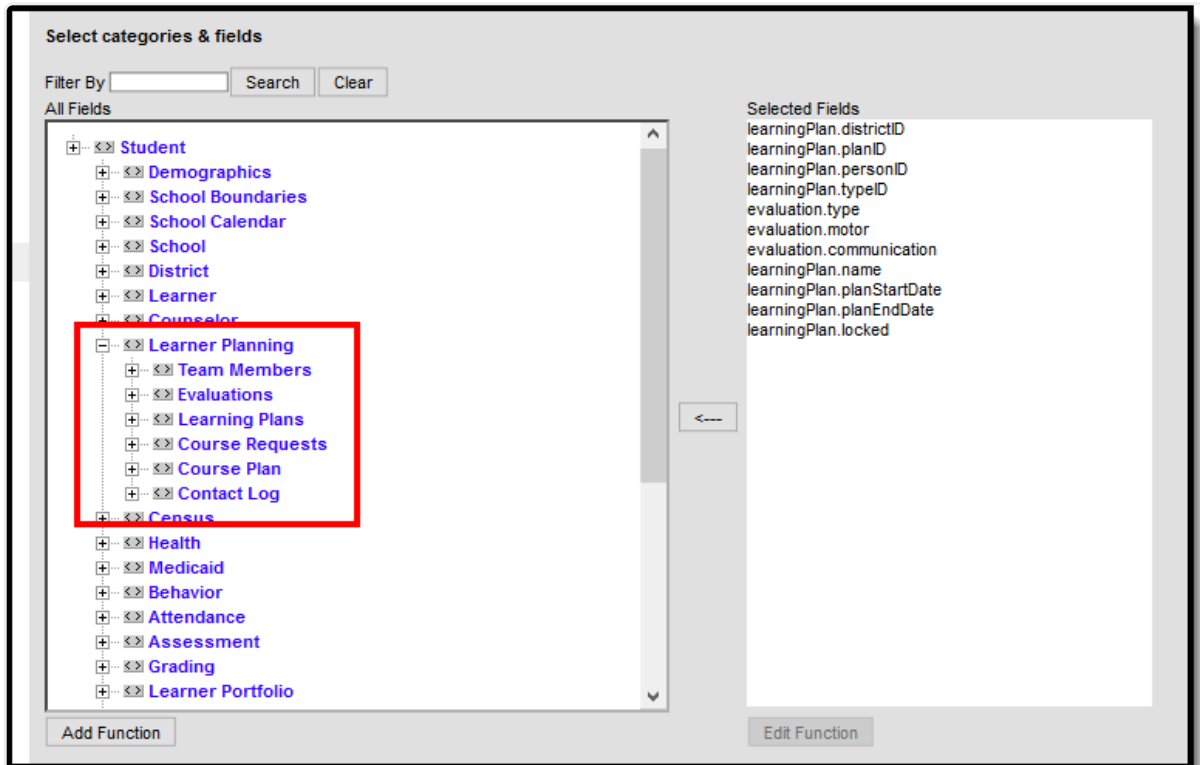 Select categories & fields
Filter By Search Clear
All Fields
Student
Demographics
School Boundaries
School Calendar
School
District
Learner
Counselor
Learner Planning
Team Members
Evaluations
Learning Plans
Course Requests
Course Plan
Contact Log
Census
Health
Medicaid
Behavior
Attendance
Assessment
Grading
Learner Portfolio
Add Function
<---
Selected Fields
learningPlan.districtID
learningPlan.planID
learningPlan.personID
learningPlan.typeID
evaluation.type
evaluation.motor
evaluation.communication
learningPlan.name
learningPlan.planStartDate
learningPlan.planEndDate
learningPlan.locked
Edit Function